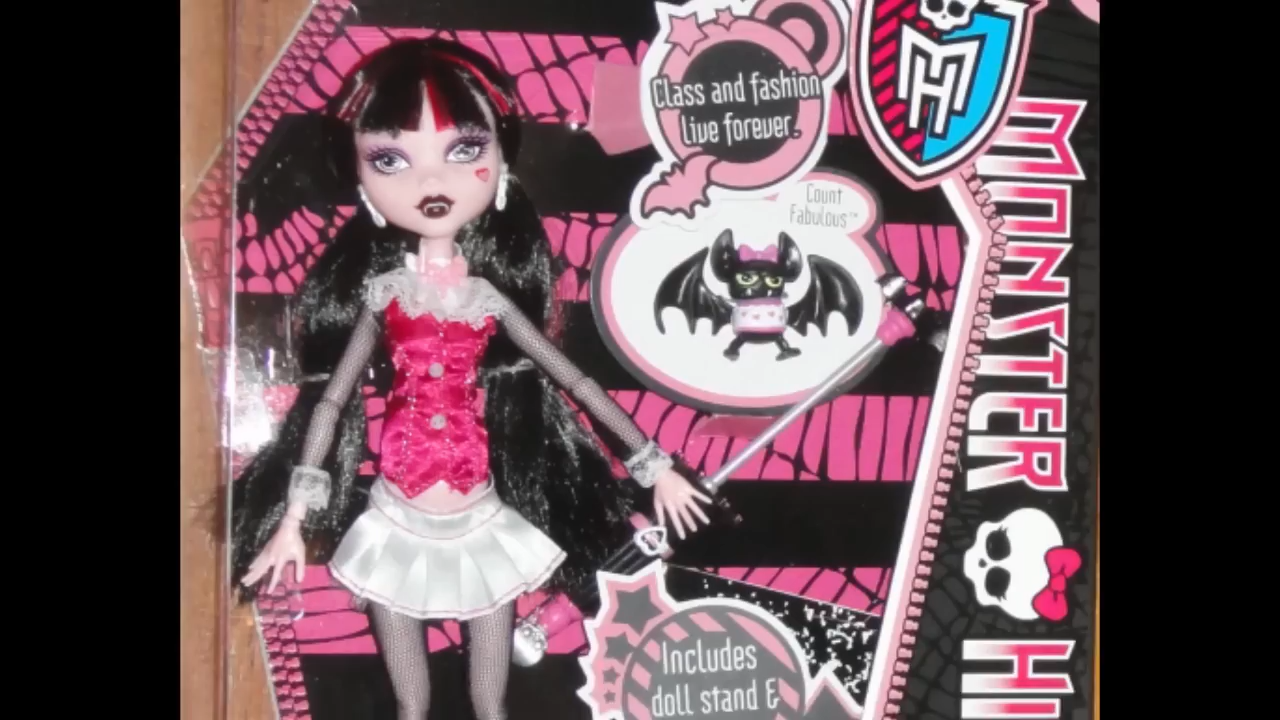 Class and fashion
live forever.
Count
Fabulous™
MH
MONSTER HI
Includes
doll stand &